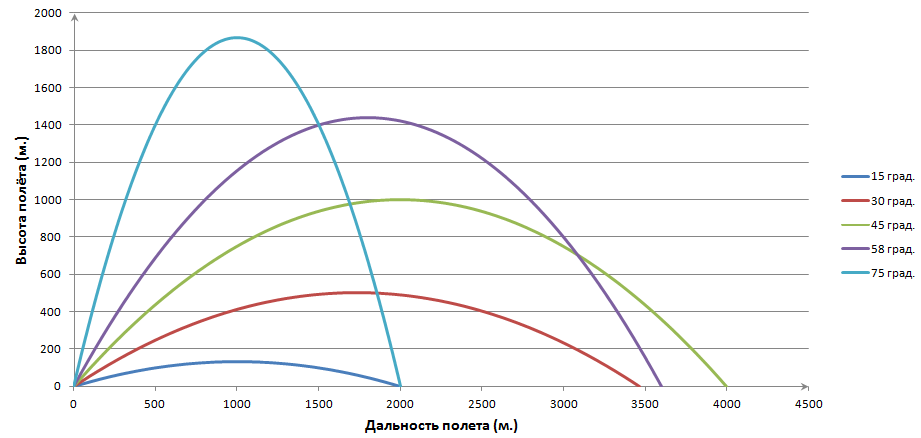 2000
1800
1600
1400
1200
1000
800
600
400
200
0
Высота полёта (м.)
0 500 1000 1500 2000 2500 3000 3500 4000 4500
Дальность полета (м.)
15 град.
30 град.
45 град.
58 град.
75 град.